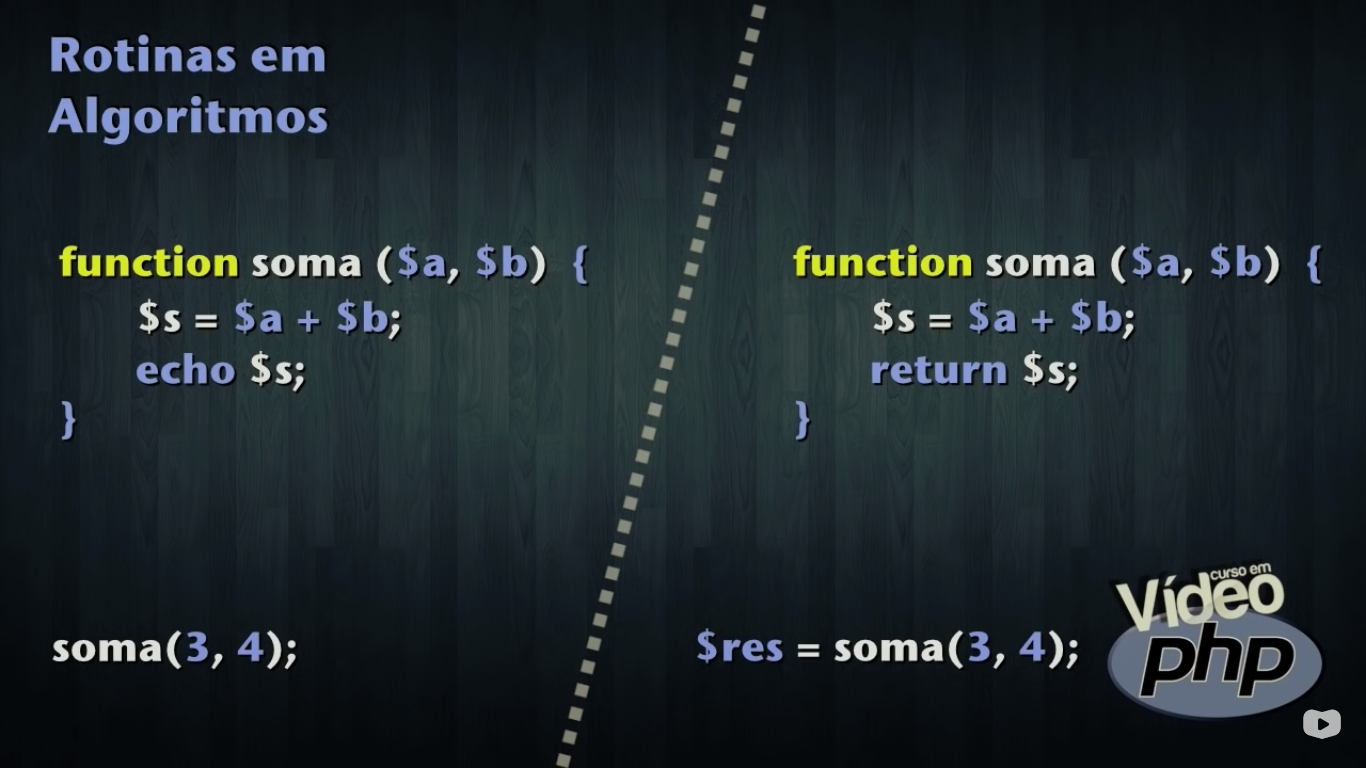 Rotinas em
Algoritmos
function soma ($a, $b) {
$s = $a + $b;
echo $s;
}
soma(3, 4);
function soma ($a, $b) {
$s = $a + $b;
return $s;
}
$res = soma(3, 4);
curso em
Vídeo
php